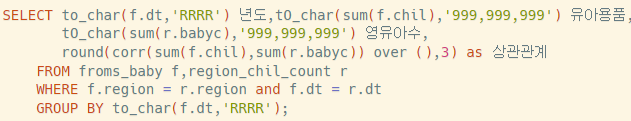 SELECT to_char(f.dt,'RRRR') 년도,tO_char(sum(f.chil),'999,999,999') 유아용품,
tO_char(sum(r.babyc),'999,999,999') 영유아수,
round(corr(sum(f.chil),sum(r.babyc)) over (),3) as 상관관계
FROM froms_baby f,region_chil_count r
WHERE f.region = r.region and f.dt = r.dt
GROUP BY to_char(f.dt,'RRRR');